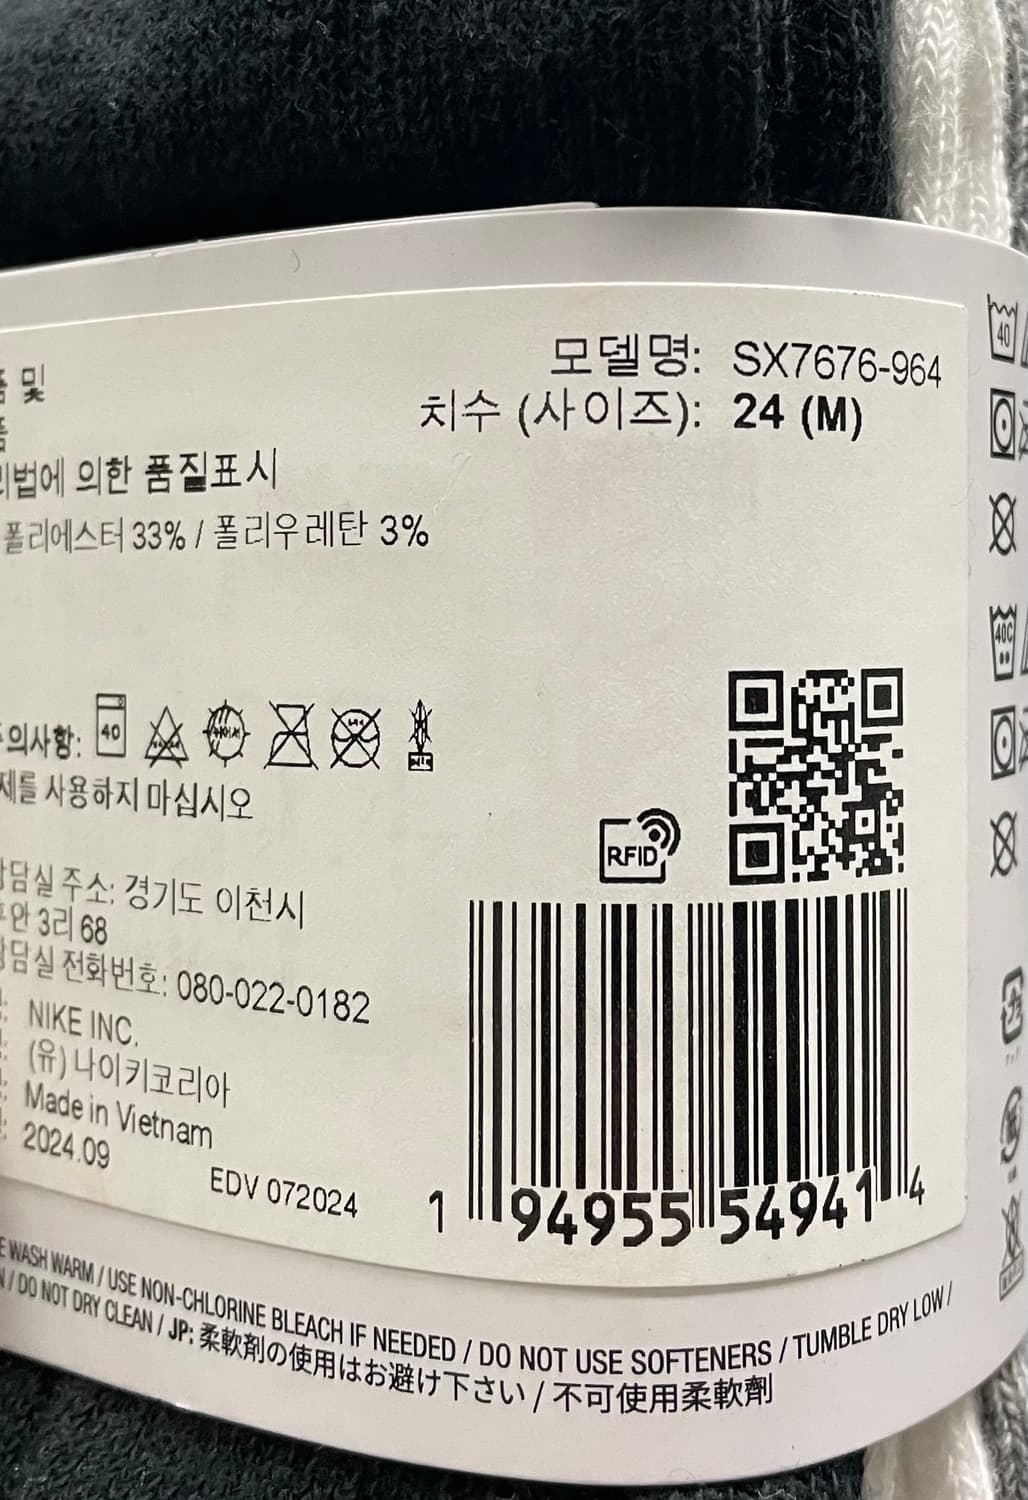 모델명: SX7676-964
치수 (사이즈): 24 (M)
및
의한 품질표시
폴리에스터 33% / 폴리우레탄 3%
40
의사항:
제를 사용하지 마십시오
RFID
담실 주소: 경기도 이천시
안 3리 68
담실 전화번호: 080-022-0182
NIKE INC.
(유) 나이키코리아
Made in Vietnam
2024.09
EDV 072024
1 94955 54941 4
WASH WARM / USE NON-CHLORINE BLEACH IF NEEDED / DO NOT USE SOFTENERS / TUMBLE DRY LOW /
/ DO NOT DRY CLEAN / JP: 柔軟剤の使用はお避け下さい / 不可使用柔軟劑
40
40C